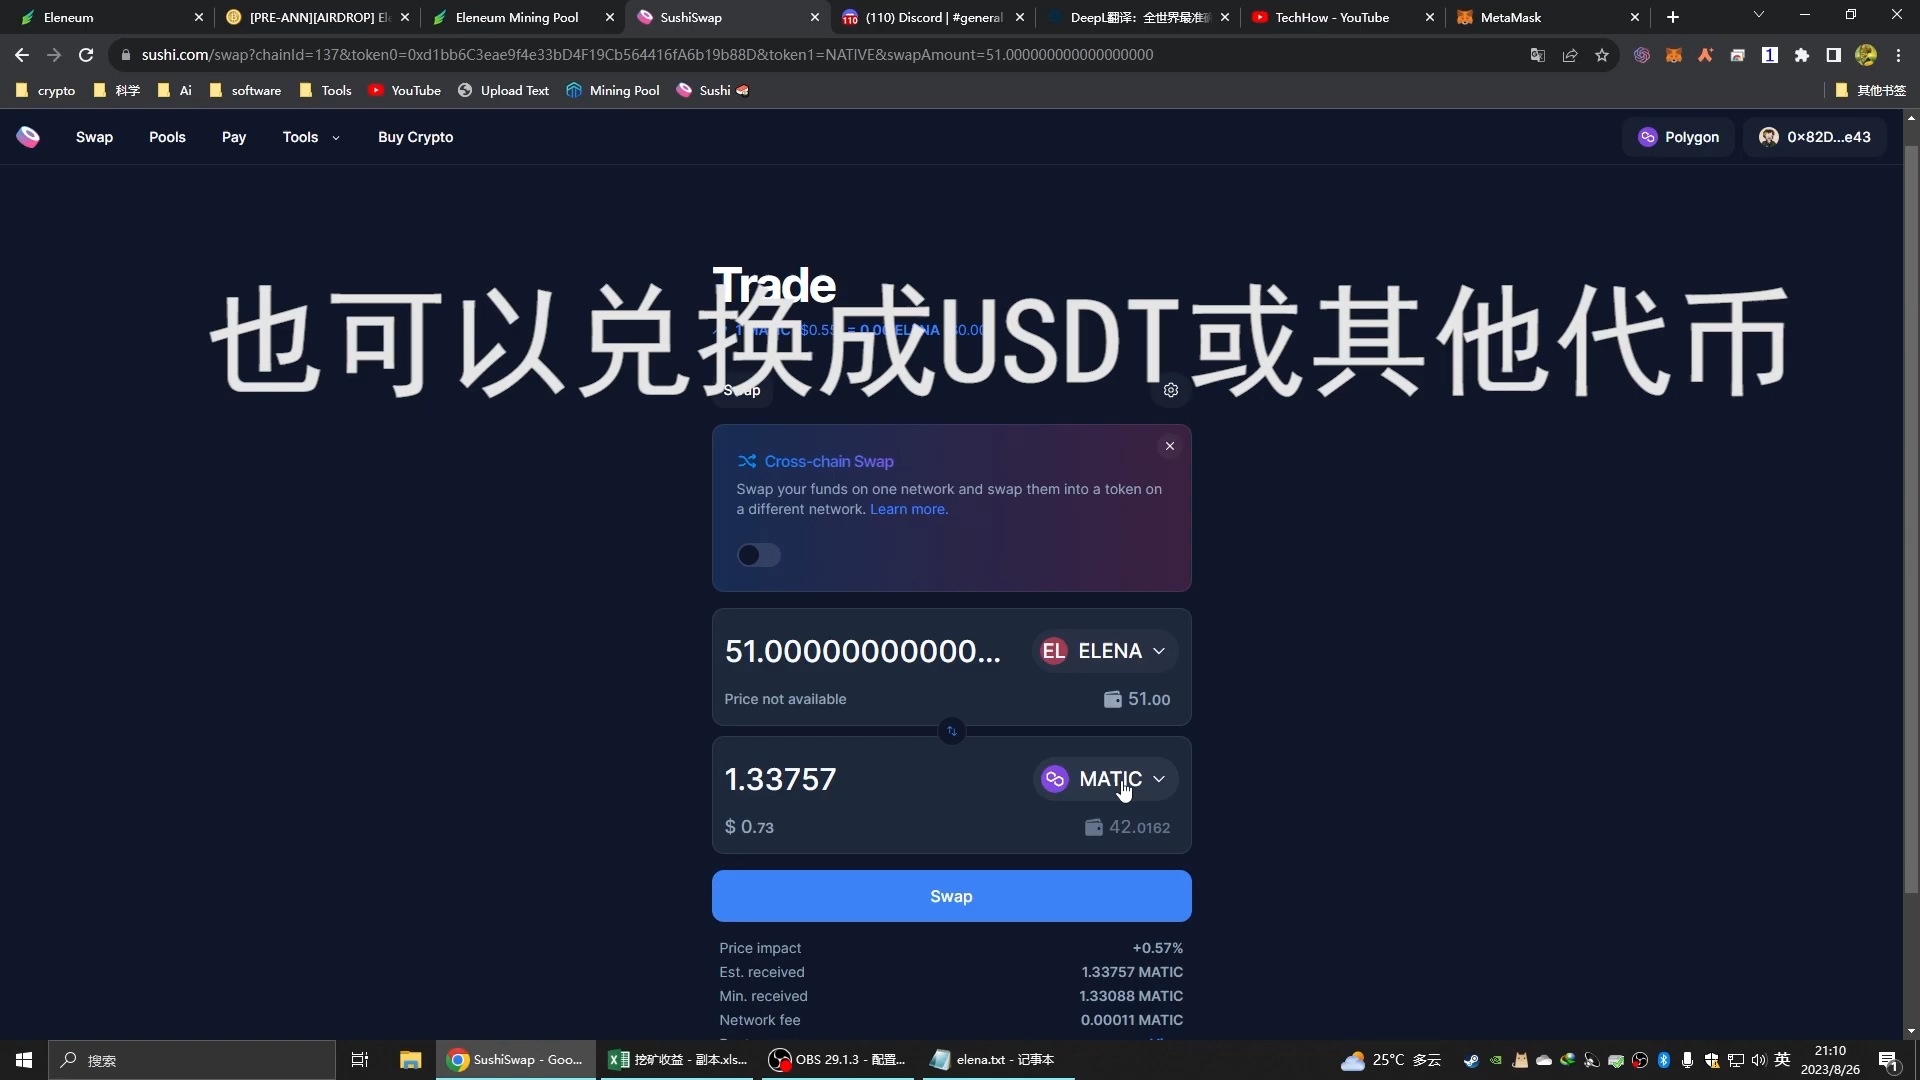 Eleneum
[PRE-ANN][AIRDROP] El
Eleneum Mining Pool
SushiSwap
(110) Discord | #general
DeepL翻译：全世界最准
TechHow - YouTube
MetaMask
sushi.com/swap?chainId=137&token0=0xd1bb6C3eae9f4e33bD4F19Cb564416fA6b19b88D&token1=NATIVE&swapAmount=51.000000000000000000
crypto
科学
Ai
software
Tools
YouTube
Upload Text
Mining Pool
Sushi
其他书签
Swap
Pools
Pay
Tools
Buy Crypto
Polygon
0×82D...e43
Trade
也可以兑换成USDT或其他代币
Swap
Cross-chain Swap
Swap your funds on one network and swap them into a token on
a different network. Learn more.
51.00000000000...
EL ELENA
Price not available
51.00
1.33757
MATIC
$ 0.73
42.0162
Swap
Price impact
+0.57%
Est. received
1.33757 MATIC
Min. received
1.33088 MATIC
Network fee
0.00011 MATIC
搜索
SushiSwap - Goo...
挖矿收益 - 副本.xls...
OBS 29.1.3 - 配置...
elena.txt - 记事本
25°C 多云
英
21:10
2023/8/26
1